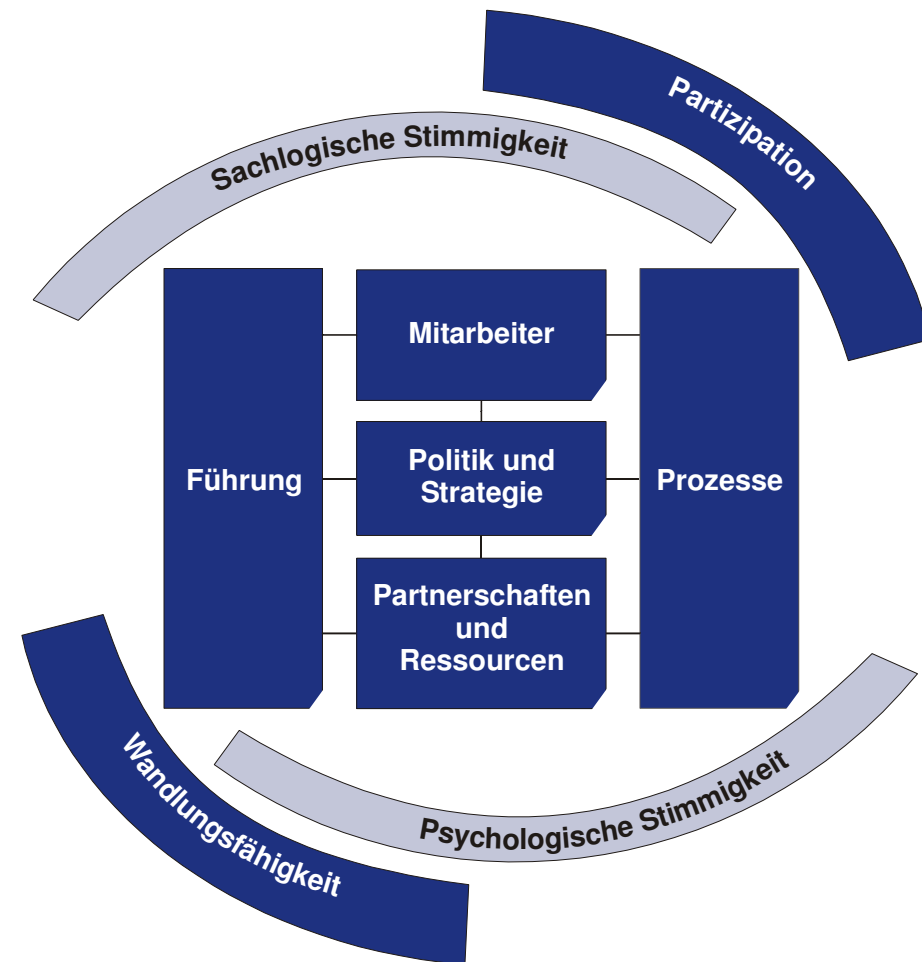 Partizipation
Sachlogische Stimmigkeit
Mitarbeiter
Führung
Politik und
Strategie
Prozesse
Partnerschaften
und
Ressourcen
Wandlungsfähigkeit
Psychologische Stimmigkeit